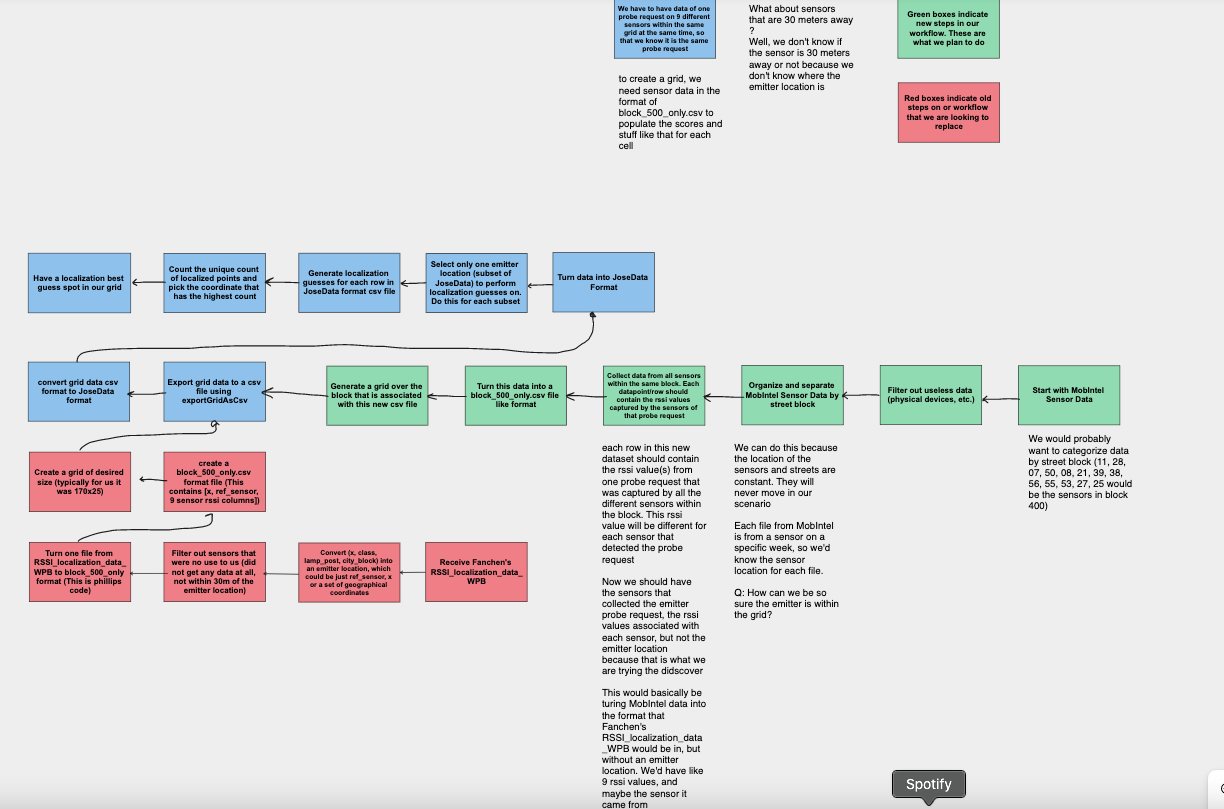 We have to have data of one
probe request on 9 different
sensors within the same
grid at the same time, so
that we know it is the same
probe request
What about sensors
that are 30 meters away
?
Well, we don't know if
the sensor is 30 meters
away or not because we
don't know where the
emitter location is
Green boxes indicate
new steps in our
workflow. These are
what we plan to do
to create a grid, we
need sensor data in the
format of
block_500_only.csv to
populate the scores and
stuff like that for each
cell
Red boxes indicate old
steps on or workflow
that we are looking to
replace
Have a localization best
guess spot in our grid
Count the unique count
of localized points and
pick the coordinate that
has the highest count
Generate localization
guesses for each row in
JoseData format csv file
Select only one emitter
location (subset of
JoseData) to perform
localization guesses on.
Do this for each subset
Turn data into JoseData
Format
convert grid data csv
format to JoseData
format
Export grid data to a csv
file using
exportGridAsCsv
Generate a grid over the
block that is associated
with this new csv file
Turn this data into a
block_500_only.csv file
like format
Collect data from all sensors
within the same block. Each
datapoint/row should
contain the rssi values
captured by the sensors of
that probe request
Organize and separate
MobIntel Sensor Data by
street block
Filter out useless data
(physical devices, etc.)
Start with MobIntel
Sensor Data
We would probably
want to categorize data
by street block (11, 28,
07, 50, 08, 21, 39, 38,
56, 55, 53, 27, 25 would
be the sensors in block
400)
Create a grid of desired
size (typically for us it
was 170x25)
create a
block_500_only.csv
format file (This
contains [x, ref_sensor,
9 sensor rssi columns])
each row in this new
dataset should contain
the rssi value(s) from
one probe request that
was captured by all the
different sensors within
the block. This rssi
value will be different for
each sensor that
detected the probe
request
We can do this because
the location of the
sensors and streets are
constant. They will
never move in our
scenario
Each file from MobIntel
is from a sensor on a
specific week, so we'd
know the sensor
location for each file.
Q: How can we be so
sure the emitter is within
the grid?
Turn one file from
RSSI_localization_data_
WPB to block_500_only
format (This is phillips
code)
Filter out sensors that
were no use to us (did
not get any data at all,
not within 30m of the
emitter location)
Convert (x, class,
lamp_post, city_block) into
an emitter location, which
could be just ref_sensor, x
or a set of geographical
coordinates
Receive Fanchen's
RSSI_localization_data_
WPB
Now we should have
the sensors that
collected the emitter
probe request, the rssi
values associated with
each sensor, but not the
emitter location
because that is what we
are trying the didscover
This would basically be
turing MobIntel data into
the format that
Fanchen's
RSSI_localization_data
_WPB would be in, but
without an emitter
location. We'd have like
9 rssi values, and
maybe the sensor it
came from
Spotify